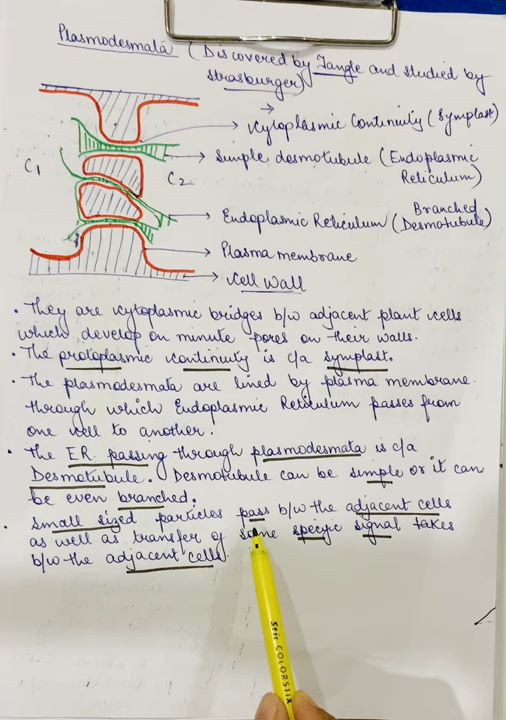 Plasmodesmata (Discovered by Tangle and studied by
strasburger)
Cytoplasmic Continuity (Symplast)
Simple desmotubule (Endoplasmic
Reticulum)
C1
C2
Endoplasmic Reticulum (Branched
Desmotubule)
Plasma membrane
Cell Wall
• They are cytoplasmic bridges b/w adjacent plant cells
which develop on minute pores on their walls.
• The protoplasmic continuity is c/a symplast.
• The plasmodesmata are lined by plasma membrane
through which Endoplasmic Reticulum passes from
one cell to another.
• The ER passing through plasmodesmata is c/a
Desmotubule. Desmotubule can be simple or it can
be even branched.
• Small sized particles pass b/w the adjacent cells
as well as transfer of some specific signal takes
b/w the adjacent cells.
Stic COLORSTIX